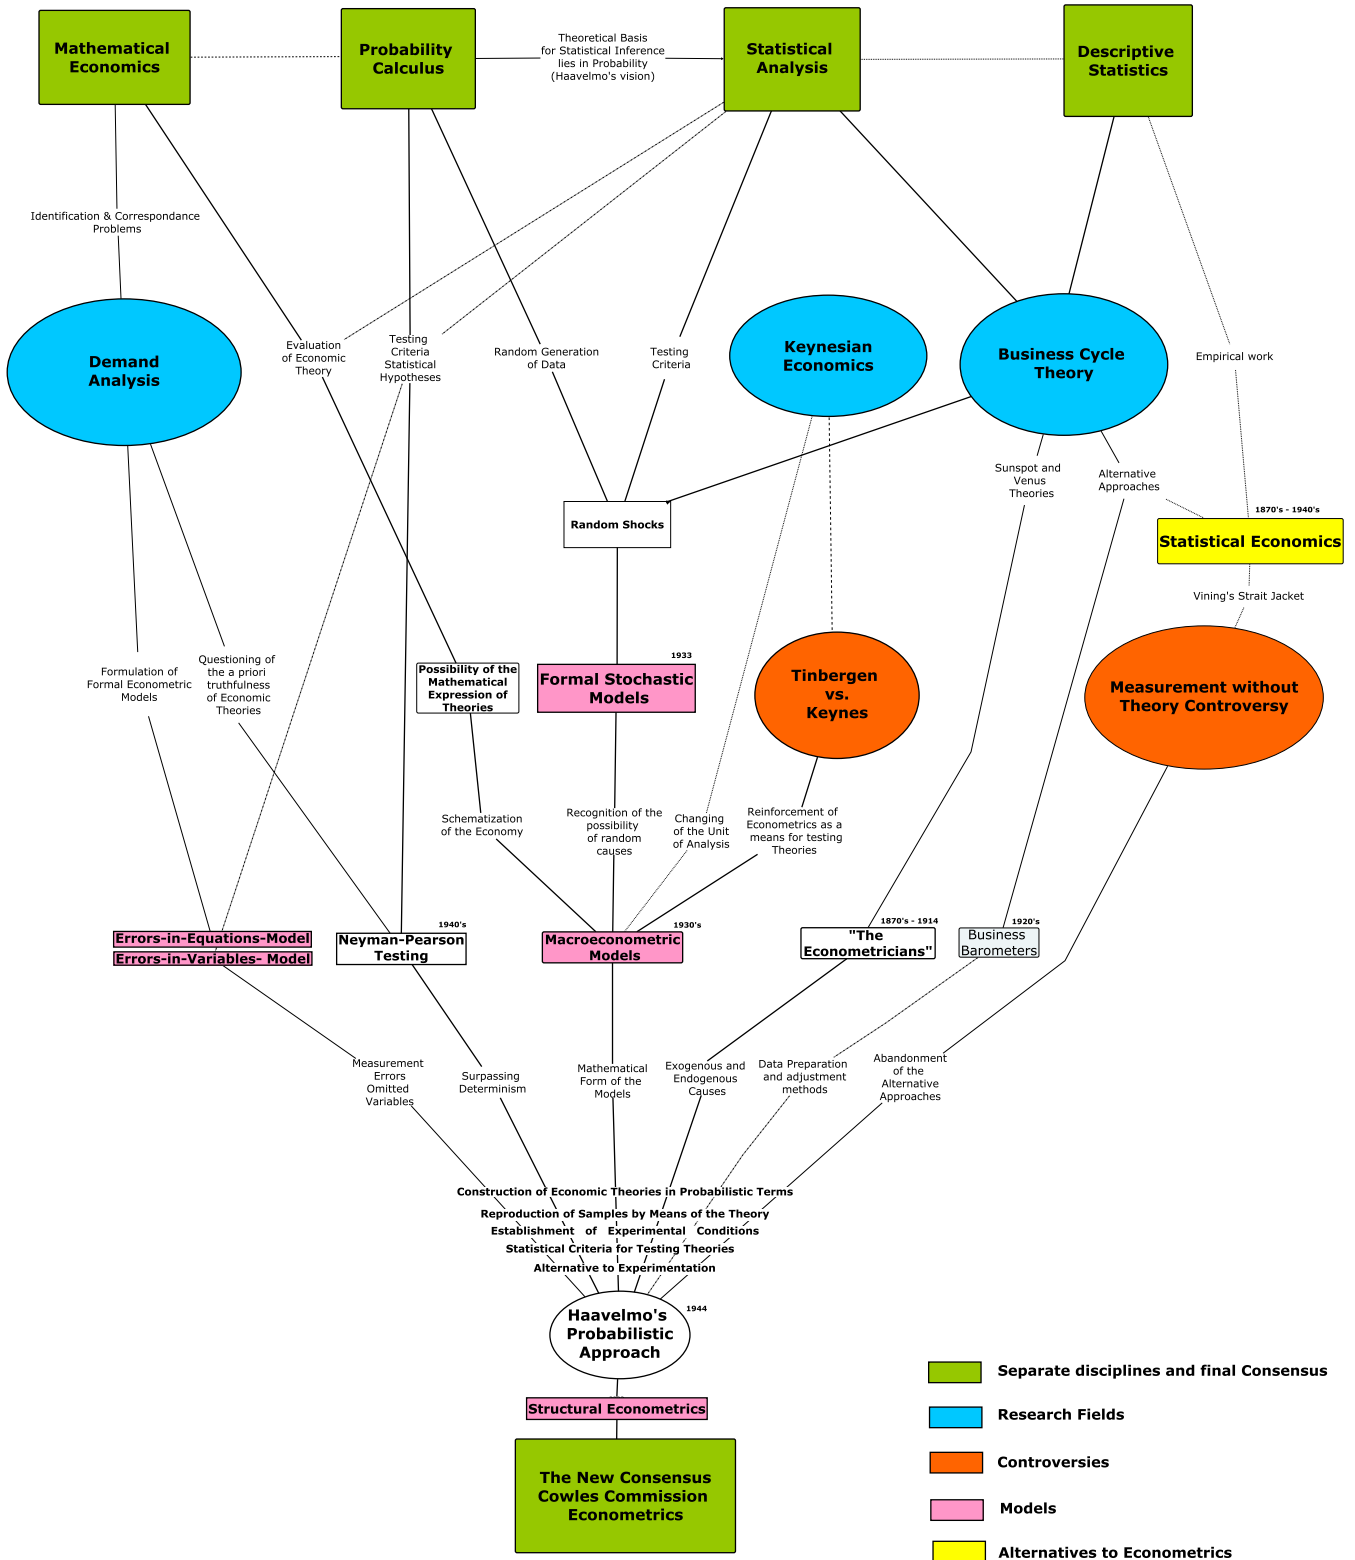 Mathematical
Economics
Probability
Calculus
Theoretical Basis
for Statistical Inference
lies in Probability
(Haavelmo's vision)
Statistical
Analysis
Descriptive
Statistics
Identification & Correspondance
Problems
Demand
Analysis
Evaluation
of Economic
Theory
Testing
Criteria
Statistical
Hypotheses
Random Generation
of Data
Testing
Criteria
Keynesian
Economics
Business Cycle
Theory
Empirical work
Sunspot and
Venus
Theories
Alternative
Approaches
1870's - 1940's
Statistical Economics
Random Shocks
Vining's Strait Jacket
Formulation of
Formal Econometric
Models
Questioning of
the a priori
truthfulness
of Economic
Theories
Possibility of the
Mathematical
Expression of
Theories
1933
Formal Stochastic
Models
Tinbergen
vs.
Keynes
Measurement without
Theory Controversy
Schematization
of the Economy
Recognition of the
possibility
of random
causes
Changing
of the Unit
of Analysis
Reinforcement of
Econometrics as a
means for testing
Theories
Errors-in-Equations-Model
Errors-in-Variables- Model
1940's
Neyman-Pearson
Testing
1930's
Macroeconometric
Models
1870's - 1914
"The
Econometricians"
1920's
Business
Barometers
Measurement
Errors
Omitted
Variables
Surpassing
Determinism
Mathematical
Form of the
Models
Exogenous and
Endogenous
Causes
Data Preparation
and adjustment
methods
Abandonment
of the
Alternative
Approaches
Construction of Economic Theories in Probabilistic Terms
Reproduction of Samples by Means of the Theory
Establishment of Experimental Conditions
Statistical Criteria for Testing Theories
Alternative to Experimentation
Haavelmo's
Probabilistic
Approach
1944
Structural Econometrics
The New Consensus
Cowles Commission
Econometrics
Separate disciplines and final Consensus
Research Fields
Controversies
Models
Alternatives to Econometrics